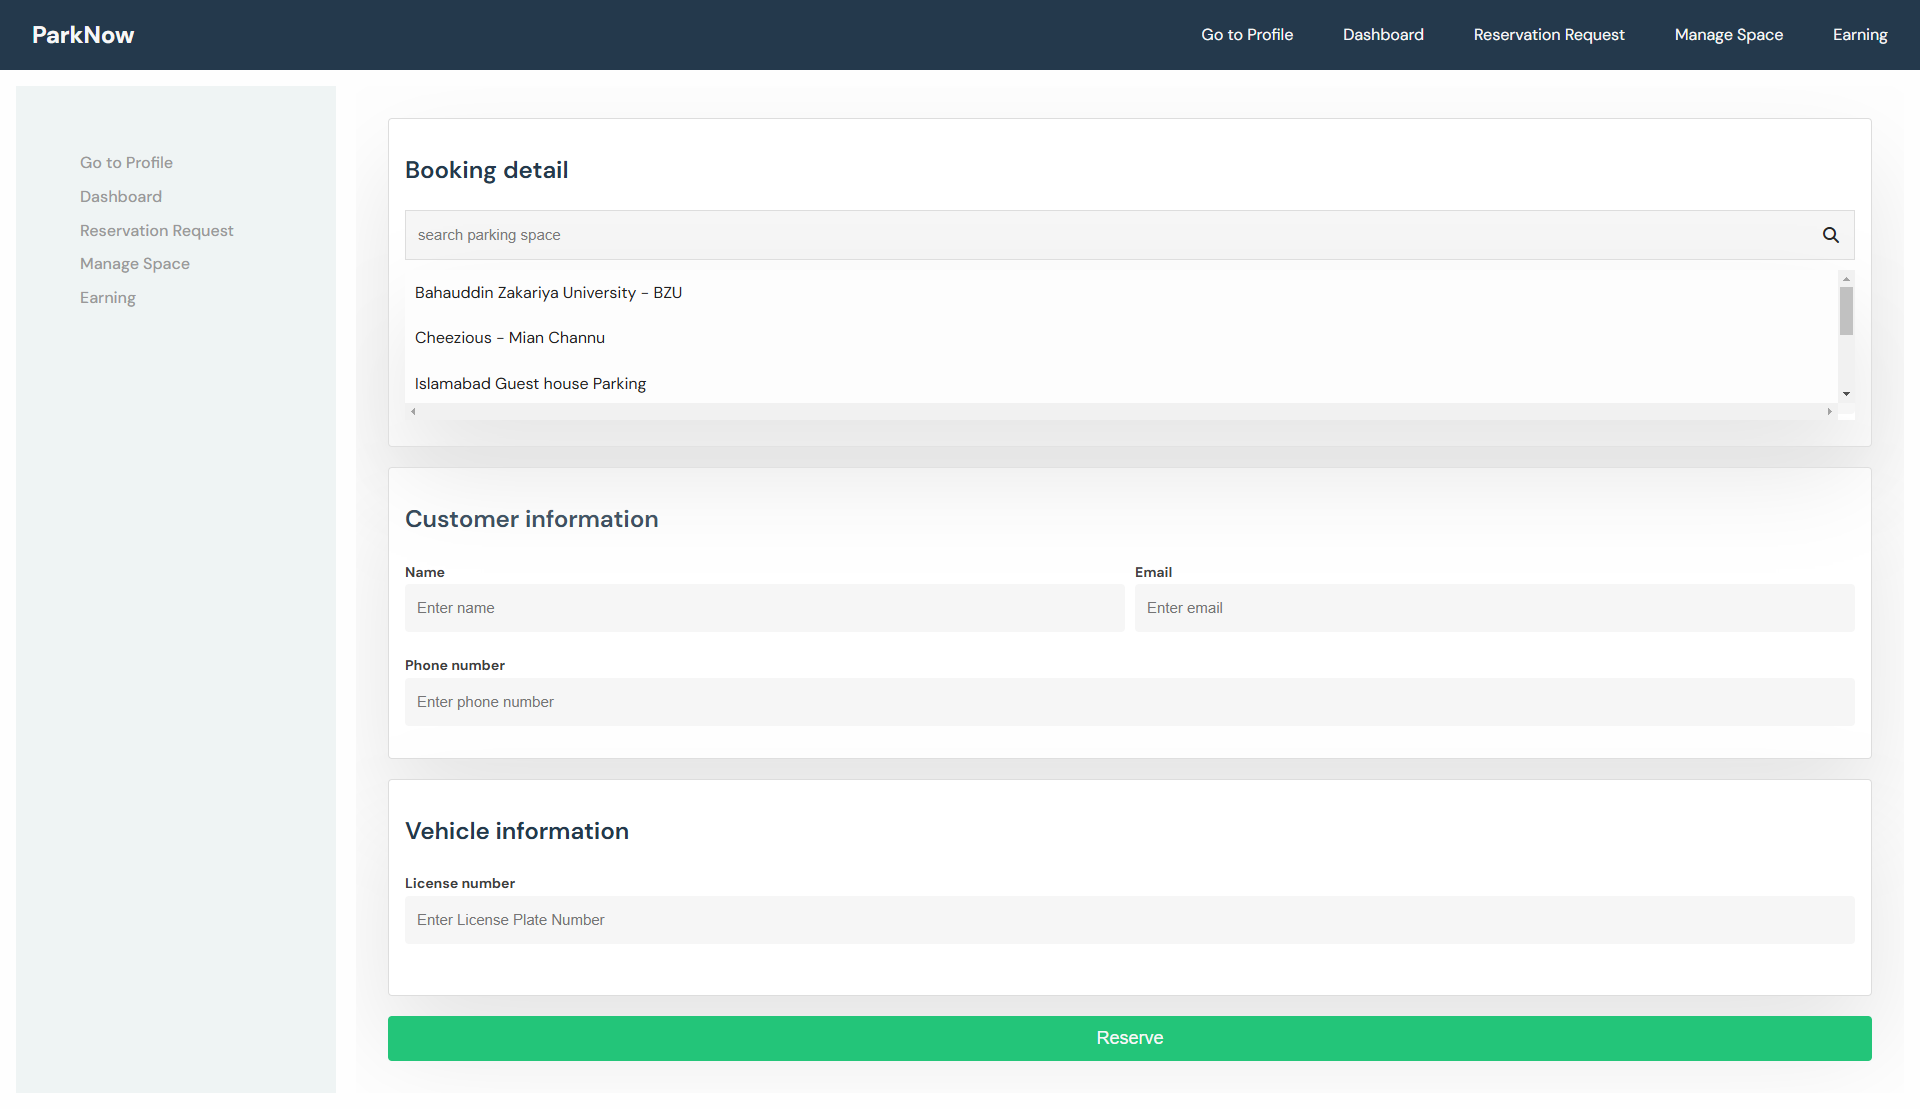 ParkNow
Go to Profile
Dashboard
Reservation Request
Manage Space
Earning
Go to Profile
Dashboard
Reservation Request
Manage Space
Earning
Booking detail
search parking space
Bahauddin Zakariya University - BZU
Cheezious - Mian Channu
Islamabad Guest house Parking
Customer information
Name
Email
Enter name
Enter email
Phone number
Enter phone number
Vehicle information
License number
Enter License Plate Number
Reserve